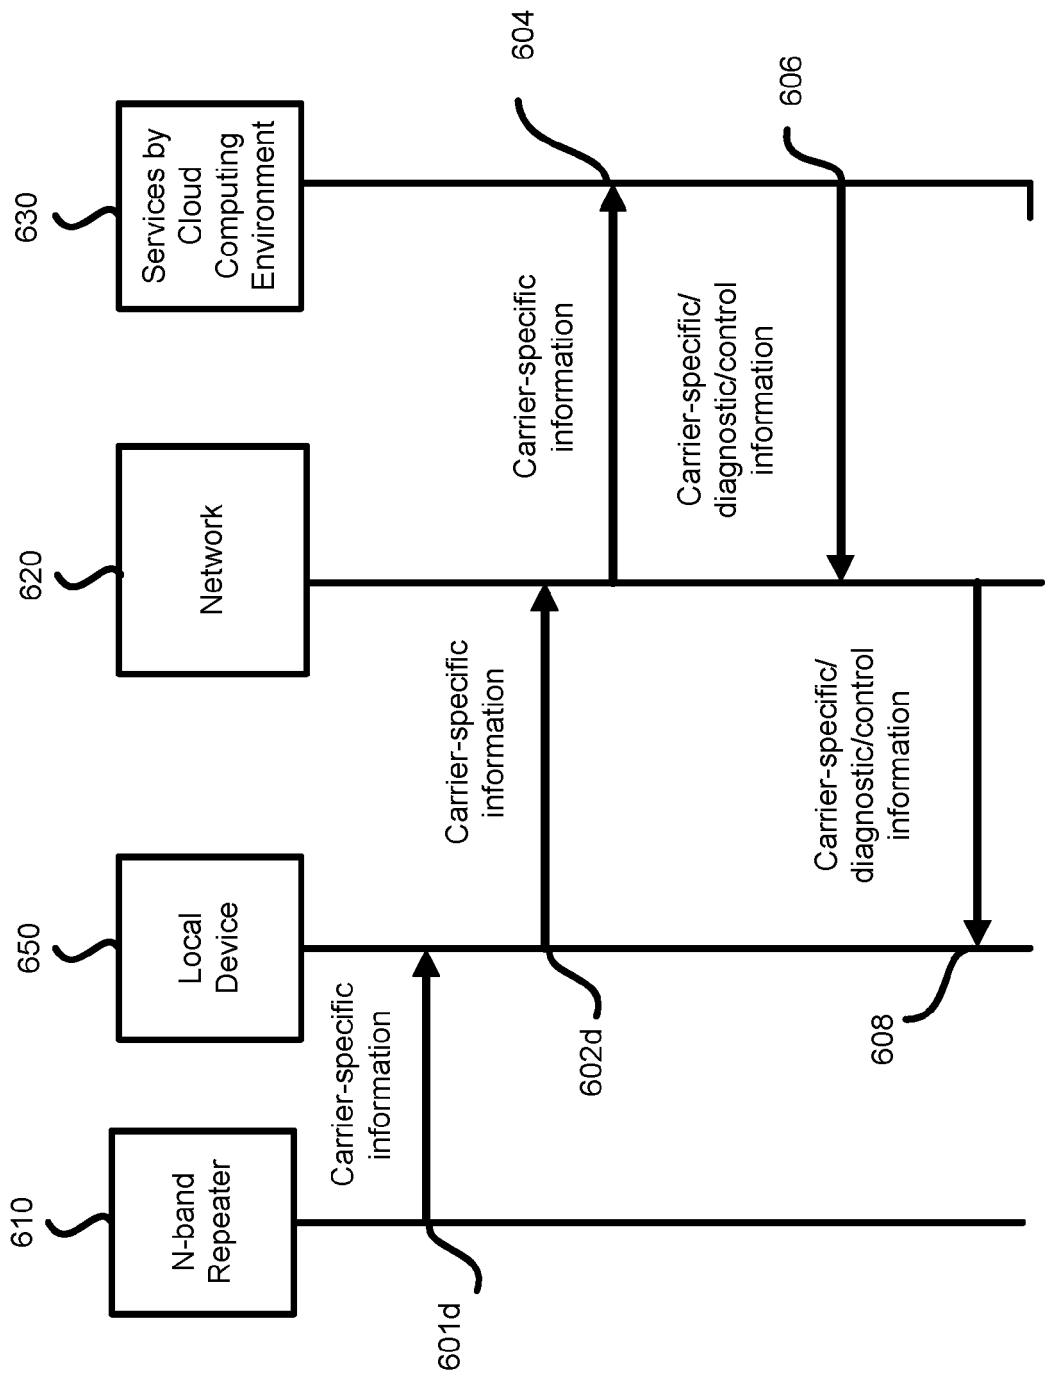 610
650
620
630
N-band
Repeater
Local
Device
Network
Services by
Cloud
Computing
Environment
601d
Carrier-specific
information
602d
Carrier-specific
information
604
Carrier-specific
information
606
Carrier-specific/
diagnostic/control
information
608
Carrier-specific/
diagnostic/control
information